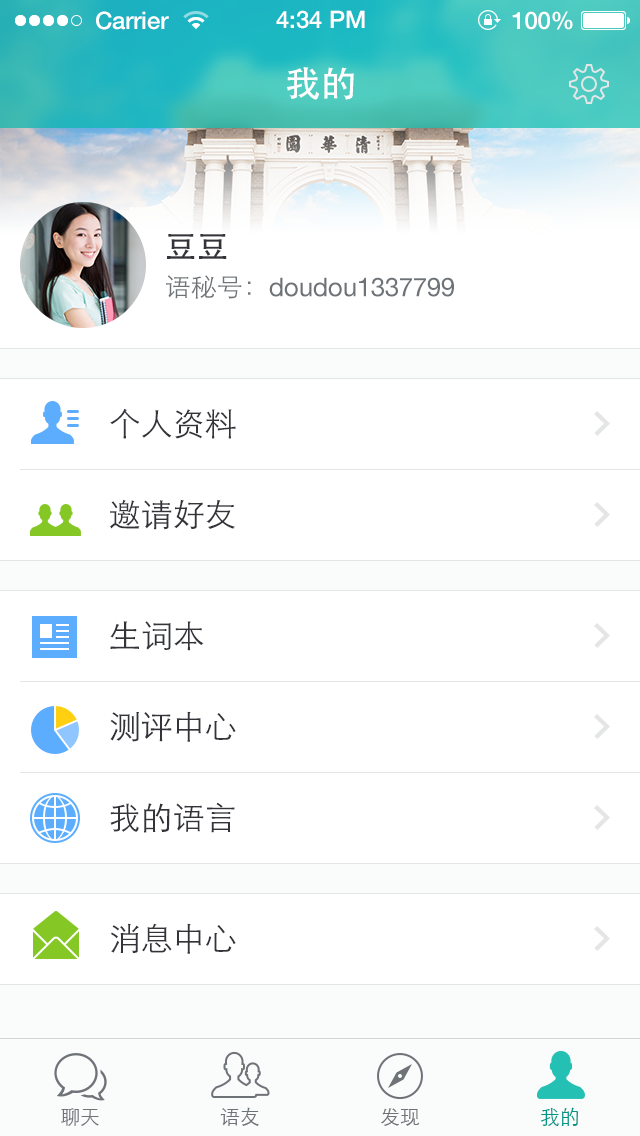 Carrier 4:34 PM 100%
我的
園華清
豆豆
语秘号：doudou1337799
个人资料
邀请好友
生词本
测评中心
我的语言
消息中心
聊天 语友 发现 我的